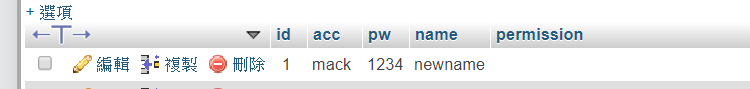 + 選項
id acc pw name permission
編輯 複製 刪除 1 mack 1234 newname